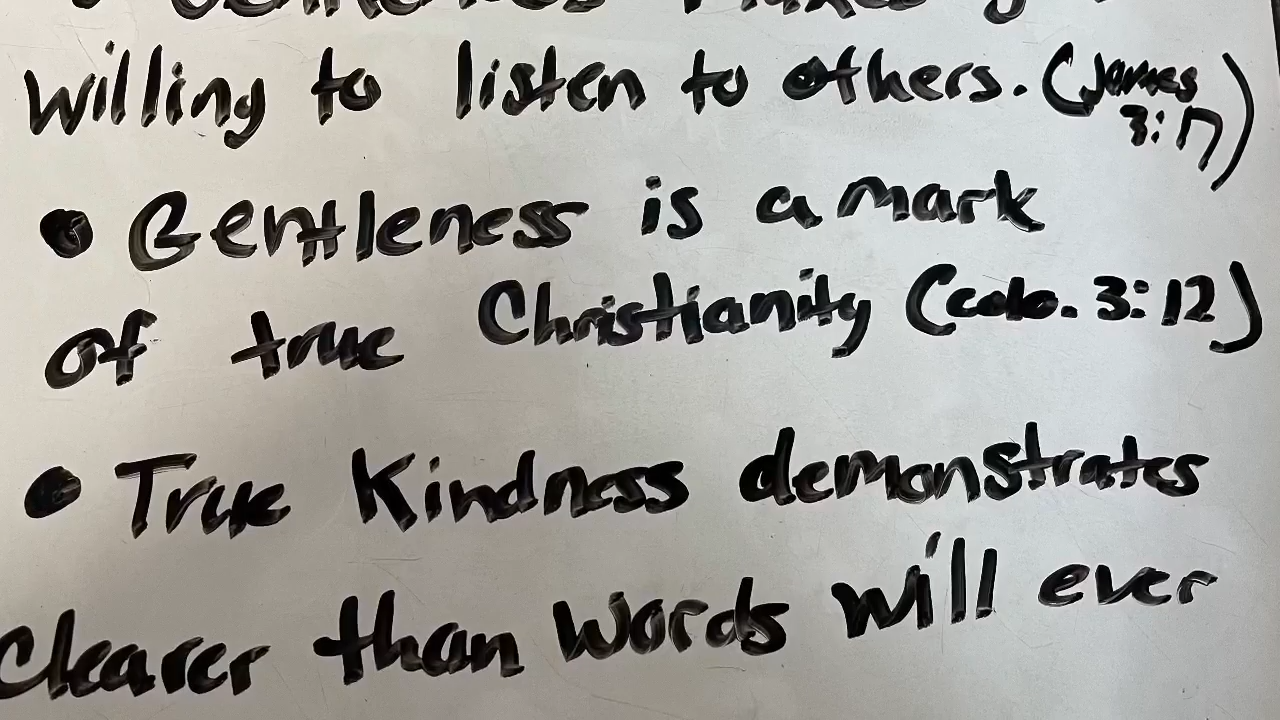 willing to listen to others. (James 3:17)
• Gentleness is a mark
of true Christianity (colo. 3:12)
• True Kindness demonstrates
clearer than words will ever